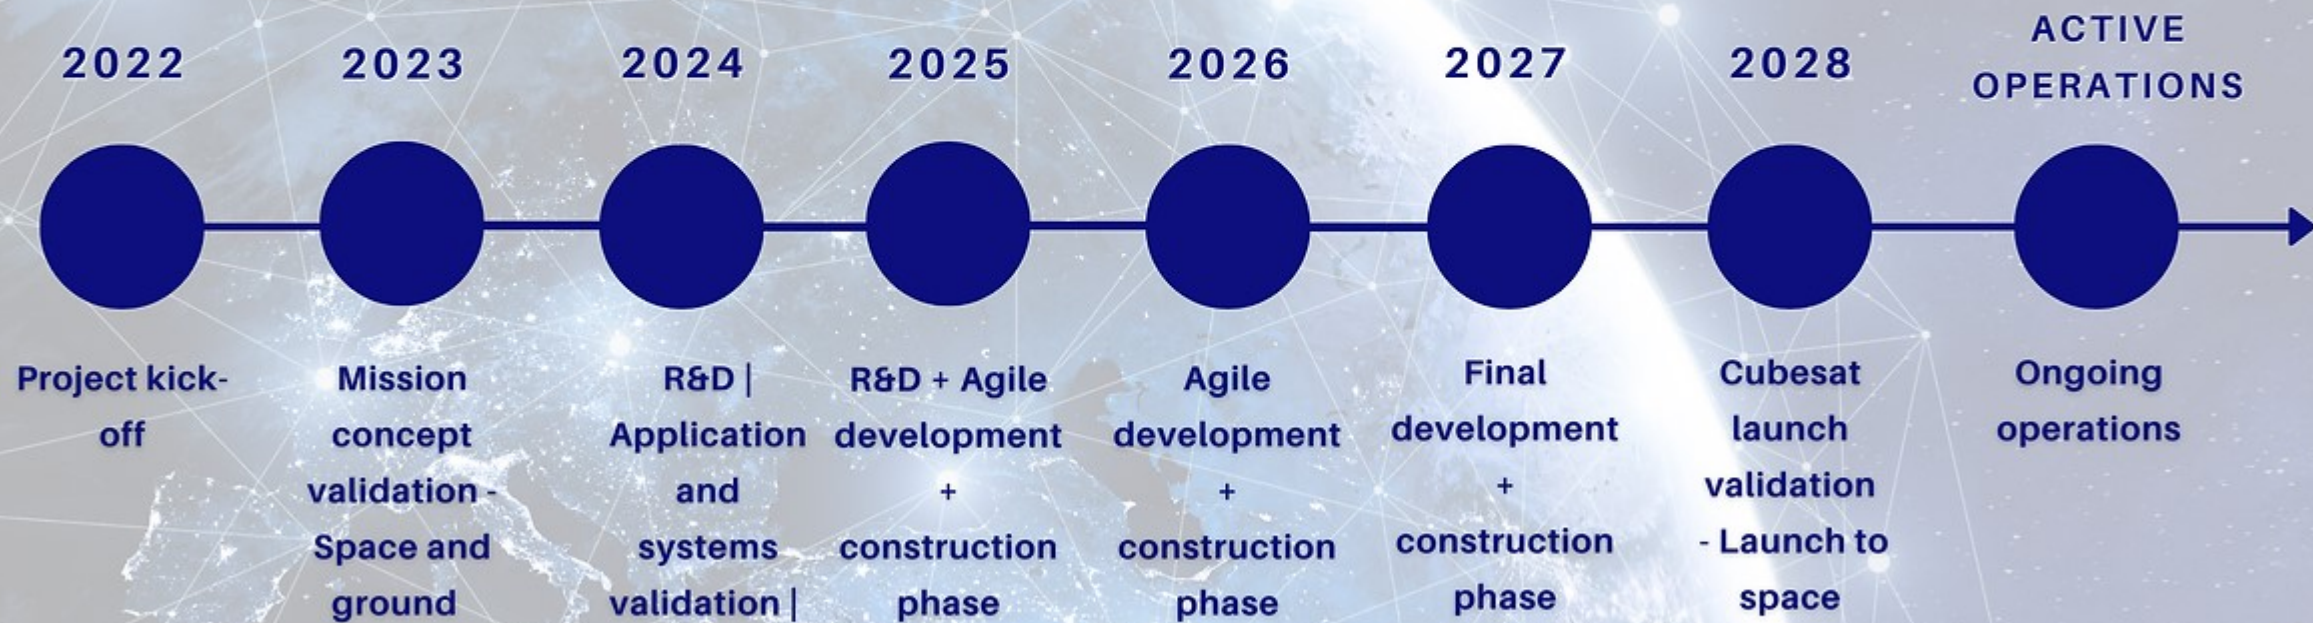 2022
Project kick-
off
2023
Mission
concept
validation -
Space and
ground
2024
R&D |
Application
and
systems
validation |
2025
R&D + Agile
development
+
construction
phase
2026
Agile
development
+
construction
phase
2027
Final
development
+
construction
phase
2028
Cubesat
launch
validation
- Launch to
space
ACTIVE
OPERATIONS
Ongoing
operations